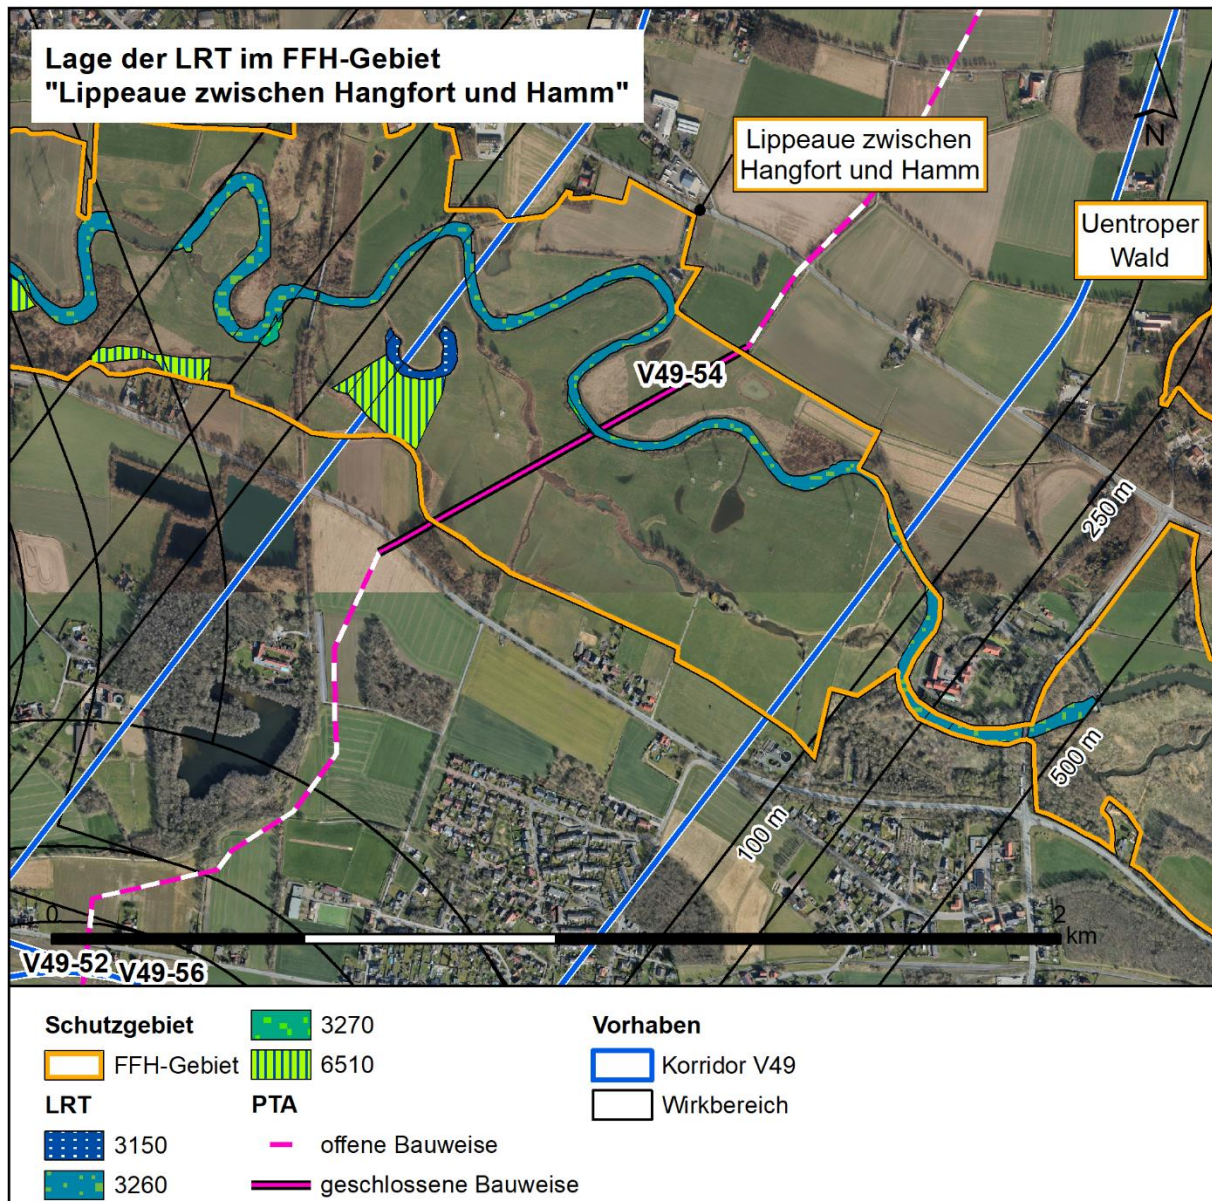 Lage der LRT im FFH-Gebiet
"Lippeaue zwischen Hangfort und Hamm"
Lippeaue zwischen
Hangfort und Hamm
N
Uentroper
Wald
V49-54
250 m
500 m
100 m
0
1
2
km
V49-52
V49-56
Schutzgebiet
FFH-Gebiet
LRT
3150
3260
3270
6510
PTA
offene Bauweise
geschlossene Bauweise
Vorhaben
Korridor V49
Wirkbereich